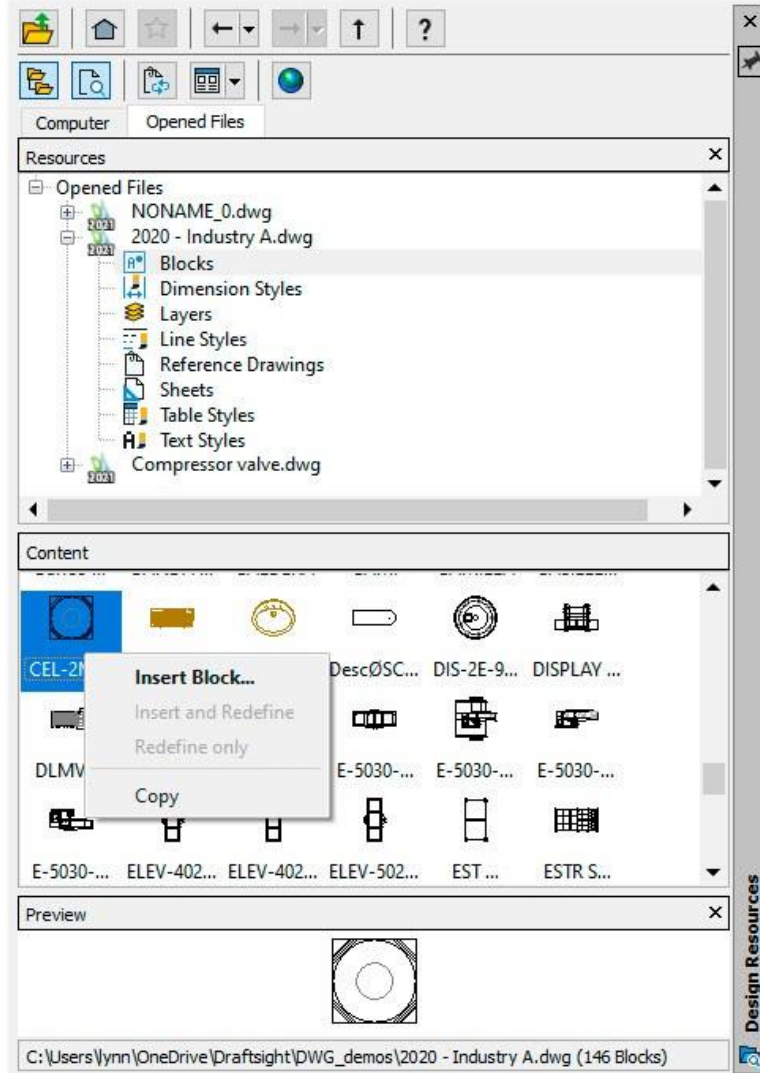 ?
Computer Opened Files
Resources
Opened Files
NONAME_0.dwg
2021
2020 - Industry A.dwg
2021
Blocks
Dimension Styles
Layers
Line Styles
Reference Drawings
Sheets
Table Styles
Text Styles
Compressor valve.dwg
2021
Content
DescØSC... DIS-2E-9... DISPLAY ...
Insert Block...
Insert and Redefine
Redefine only
Copy
E-5030-... E-5030-... E-5030-...
E-5030-... ELEV-402... ELEV-402... ELEV-502... EST ... ESTR S...
Preview
C:\Users\lynn\OneDrive\Draftsight\DWG_demos\2020 - Industry A.dwg (146 Blocks)
Design Resources